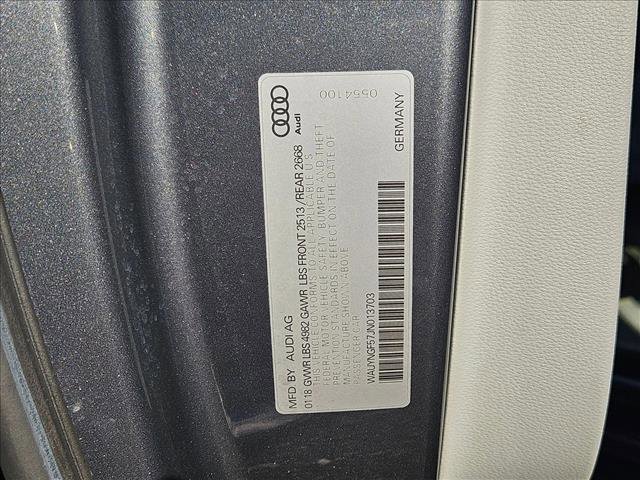 Audi
MFD BY AUDI AG
0118 GVWR LBS 4982 GAWR LBS FRONT 2513 / REAR 2668
THIS VEHICLE CONFORMS TO ALL APPLICABLE U.S.
FEDERAL MOTOR VEHICLE SAFETY, BUMPER AND THEFT
PREVENTION STANDARDS IN EFFECT ON THE DATE OF
MANUFACTURE SHOWN ABOVE
PASSENGER CAR
WAUYNGF57JN013703
GERMANY
0554100